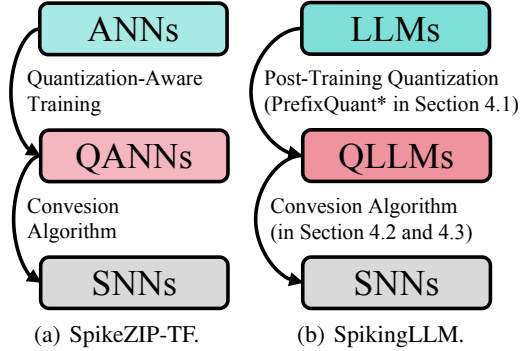 ANNs
Quantization-Aware
Training
QANNs
Convesion
Algorithm
SNNs
(a) SpikeZIP-TF.
LLMs
Post-Training Quantization
(PrefixQuant* in Section 4.1)
QLLMs
Convesion Algorithm
(in Section 4.2 and 4.3)
SNNs
(b) SpikingLLM.